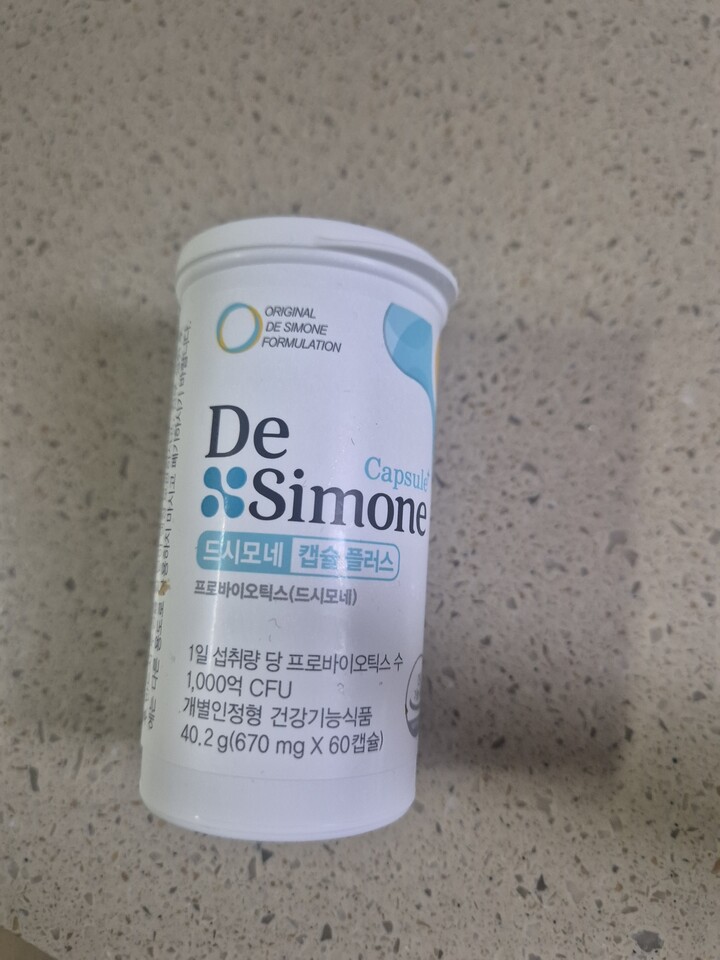 ORIGINAL
DE SIMONE
FORMULATION
De
Capsule+
Simone
드시모네 캡슐 플러스
프로바이오틱스(드시모네)
1일 섭취량 당 프로바이오틱스 수
1,000억 CFU
개별인정형 건강기능식품
40.2 g(670 mg X 60캡슐)